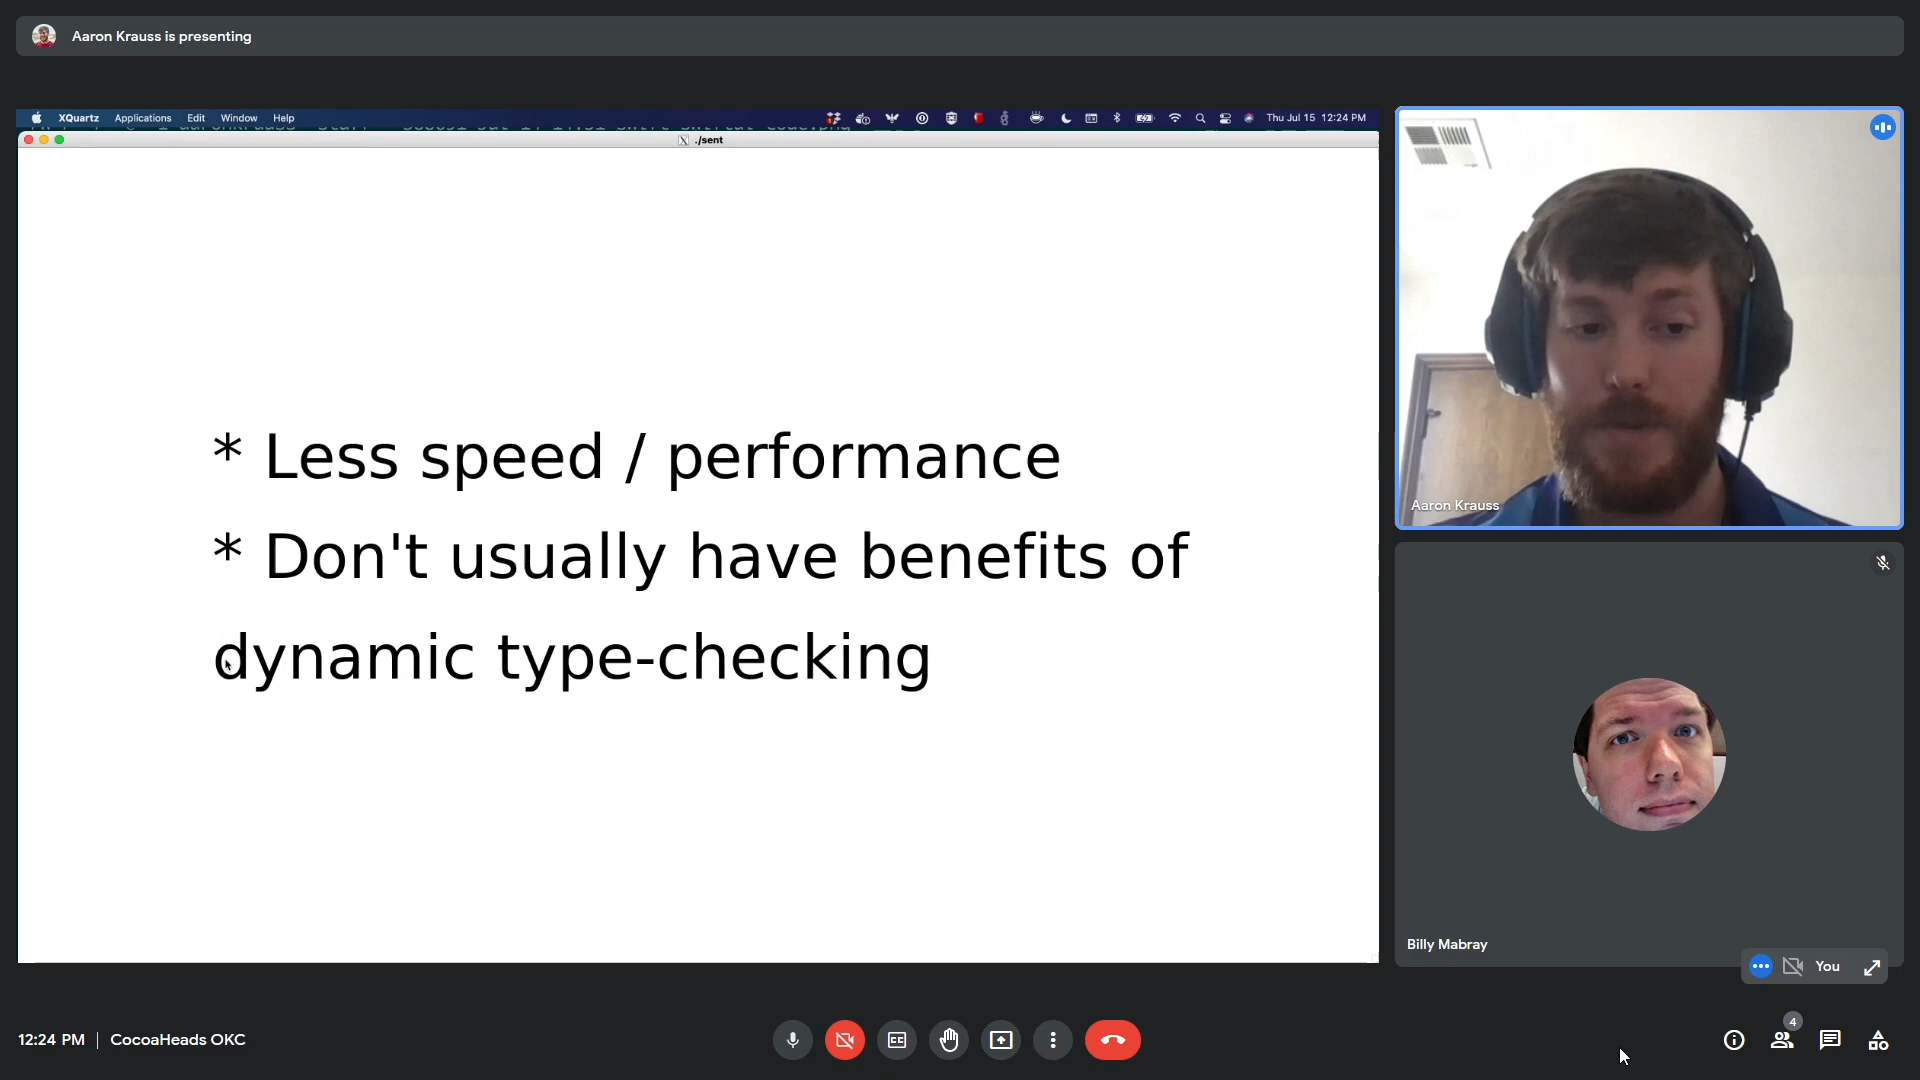 Aaron Krauss is presenting
XQuartz Applications Edit Window Help
Thu Jul 15 12:24 PM
./sent
* Less speed / performance
* Don't usually have benefits of
dynamic type-checking
Aaron Krauss
Billy Mabray
You
12:24 PM | CocoaHeads OKC
4